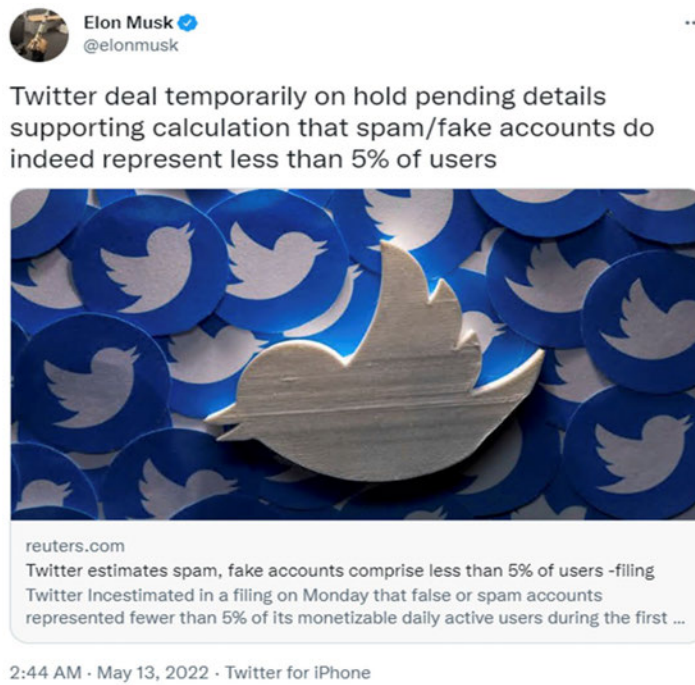 Elon Musk
@elonmusk
Twitter deal temporarily on hold pending details
supporting calculation that spam/fake accounts do
indeed represent less than 5% of users
reuters.com
Twitter estimates spam, fake accounts comprise less than 5% of users -filing
Twitter Incestimated in a filing on Monday that false or spam accounts
represented fewer than 5% of its monetizable daily active users during the first ...
2:44 AM · May 13, 2022 · Twitter for iPhone